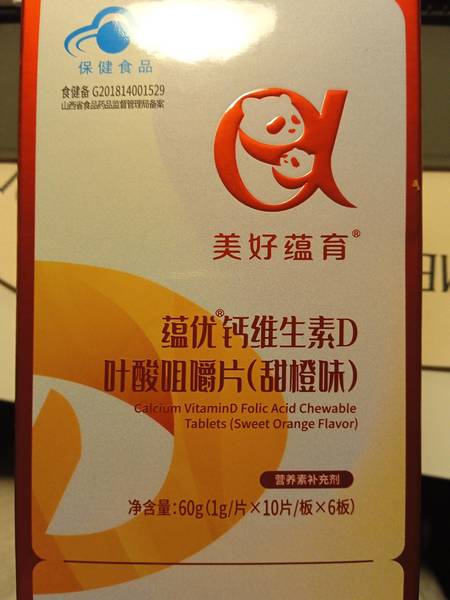 保健食品
食健备 G201814001529
山西省食品药品监督管理局备案
美好蕴育®
蕴优®钙维生素D
叶酸咀嚼片(甜橙味)
Calcium VitaminD Folic Acid Chewable
Tablets (Sweet Orange Flavor)
营养素补充剂
净含量:60g(1g/片×10片/板×6板)